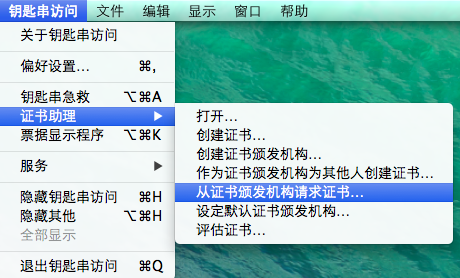 钥匙串访问 文件 编辑 显示 窗口 帮助
关于钥匙串访问
偏好设置... ⌘,
钥匙串急救 ⌥⌘A
证书助理 ▶
票据显示程序 ⌥⌘K
服务 ▶
隐藏钥匙串访问 ⌘H
隐藏其他 ⌥⌘H
全部显示
退出钥匙串访问 ⌘Q
打开...
创建证书...
创建证书颁发机构...
作为证书颁发机构为其他人创建证书...
从证书颁发机构请求证书...
设定默认证书颁发机构...
评估证书...